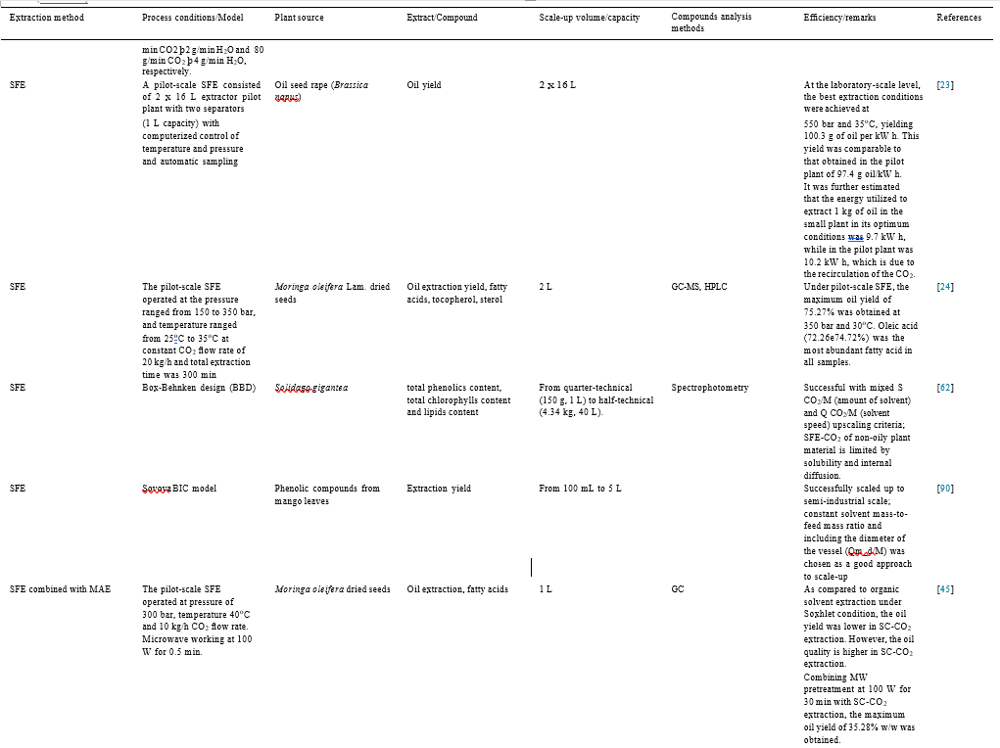 Extraction method
Process conditions/Model
Plant source
Extract/Compound
Scale-up volume/capacity
Compounds analysis
methods
Efficiency/remarks
References
min CO2 þ2 g/min H2O and 80
g/min CO2 þ4 g/min H2O,
respectively.
SFE
A pilot-scale SFE consisted
of 2 x 16 L extractor pilot
plant with two separators
(1 L capacity) with
computerized control of
temperature and pressure
and automatic sampling
Oil seed rape (Brassica
napus)
Oil yield
2 x 16 L
At the laboratory-scale level,
the best extraction conditions
were achieved at
550 bar and 35°C, yielding
100.3 g of oil per kW h. This
yield was comparable to
that obtained in the pilot
plant of 97.4 g oil/kW h.
It was further estimated
that the energy utilized to
extract 1 kg of oil in the
small plant in its optimum
conditions was 9.7 kW h,
while in the pilot plant was
10.2 kW h, which is due to
the recirculation of the CO2.
[23]
SFE
The pilot-scale SFE
operated at the pressure
ranged from 150 to 350 bar,
and temperature ranged
from 25°C to 35°C at
constant CO2 flow rate of
20 kg/h and total extraction
time was 300 min
Moringa oleifera Lam. dried
seeds
Oil extraction yield, fatty
acids, tocopherol, sterol
2 L
GC-MS, HPLC
Under pilot-scale SFE, the
maximum oil yield of
75.27% was obtained at
350 bar and 30°C. Oleic acid
(72.26e74.72%) was the
most abundant fatty acid in
all samples.
[24]
SFE
Box-Behnken design (BBD)
Solidago gigantea
total phenolics content,
total chlorophylls content
and lipids content
From quarter-technical
(150 g, 1 L) to half-technical
(4.34 kg, 40 L).
Spectrophotometry
Successful with mixed S
CO2/M (amount of solvent)
and Q CO2/M (solvent
speed) upscaling criteria;
SFE-CO2 of non-oily plant
material is limited by
solubility and internal
diffusion.
[62]
SFE
Sovova BIC model
Phenolic compounds from
mango leaves
Extraction yield
From 100 mL to 5 L
Successfully scaled up to
semi-industrial scale;
constant solvent mass-to-
feed mass ratio and
including the diameter of
the vessel (Qm d/M) was
chosen as a good approach
to scale-up
[90]
SFE combined with MAE
The pilot-scale SFE
operated at pressure of
300 bar, temperature 40°C
and 10 kg/h CO2 flow rate.
Microwave working at 100
W for 0.5 min.
Moringa oleifera dried seeds
Oil extraction, fatty acids
1 L
GC
As compared to organic
solvent extraction under
Soxhlet condition, the oil
yield was lower in SC-CO2
extraction. However, the oil
quality is higher in SC-CO2
extraction.
Combining MW
pretreatment at 100 W for
30 min with SC-CO2
extraction, the maximum
oil yield of 35.28% w/w was
obtained.
[45]